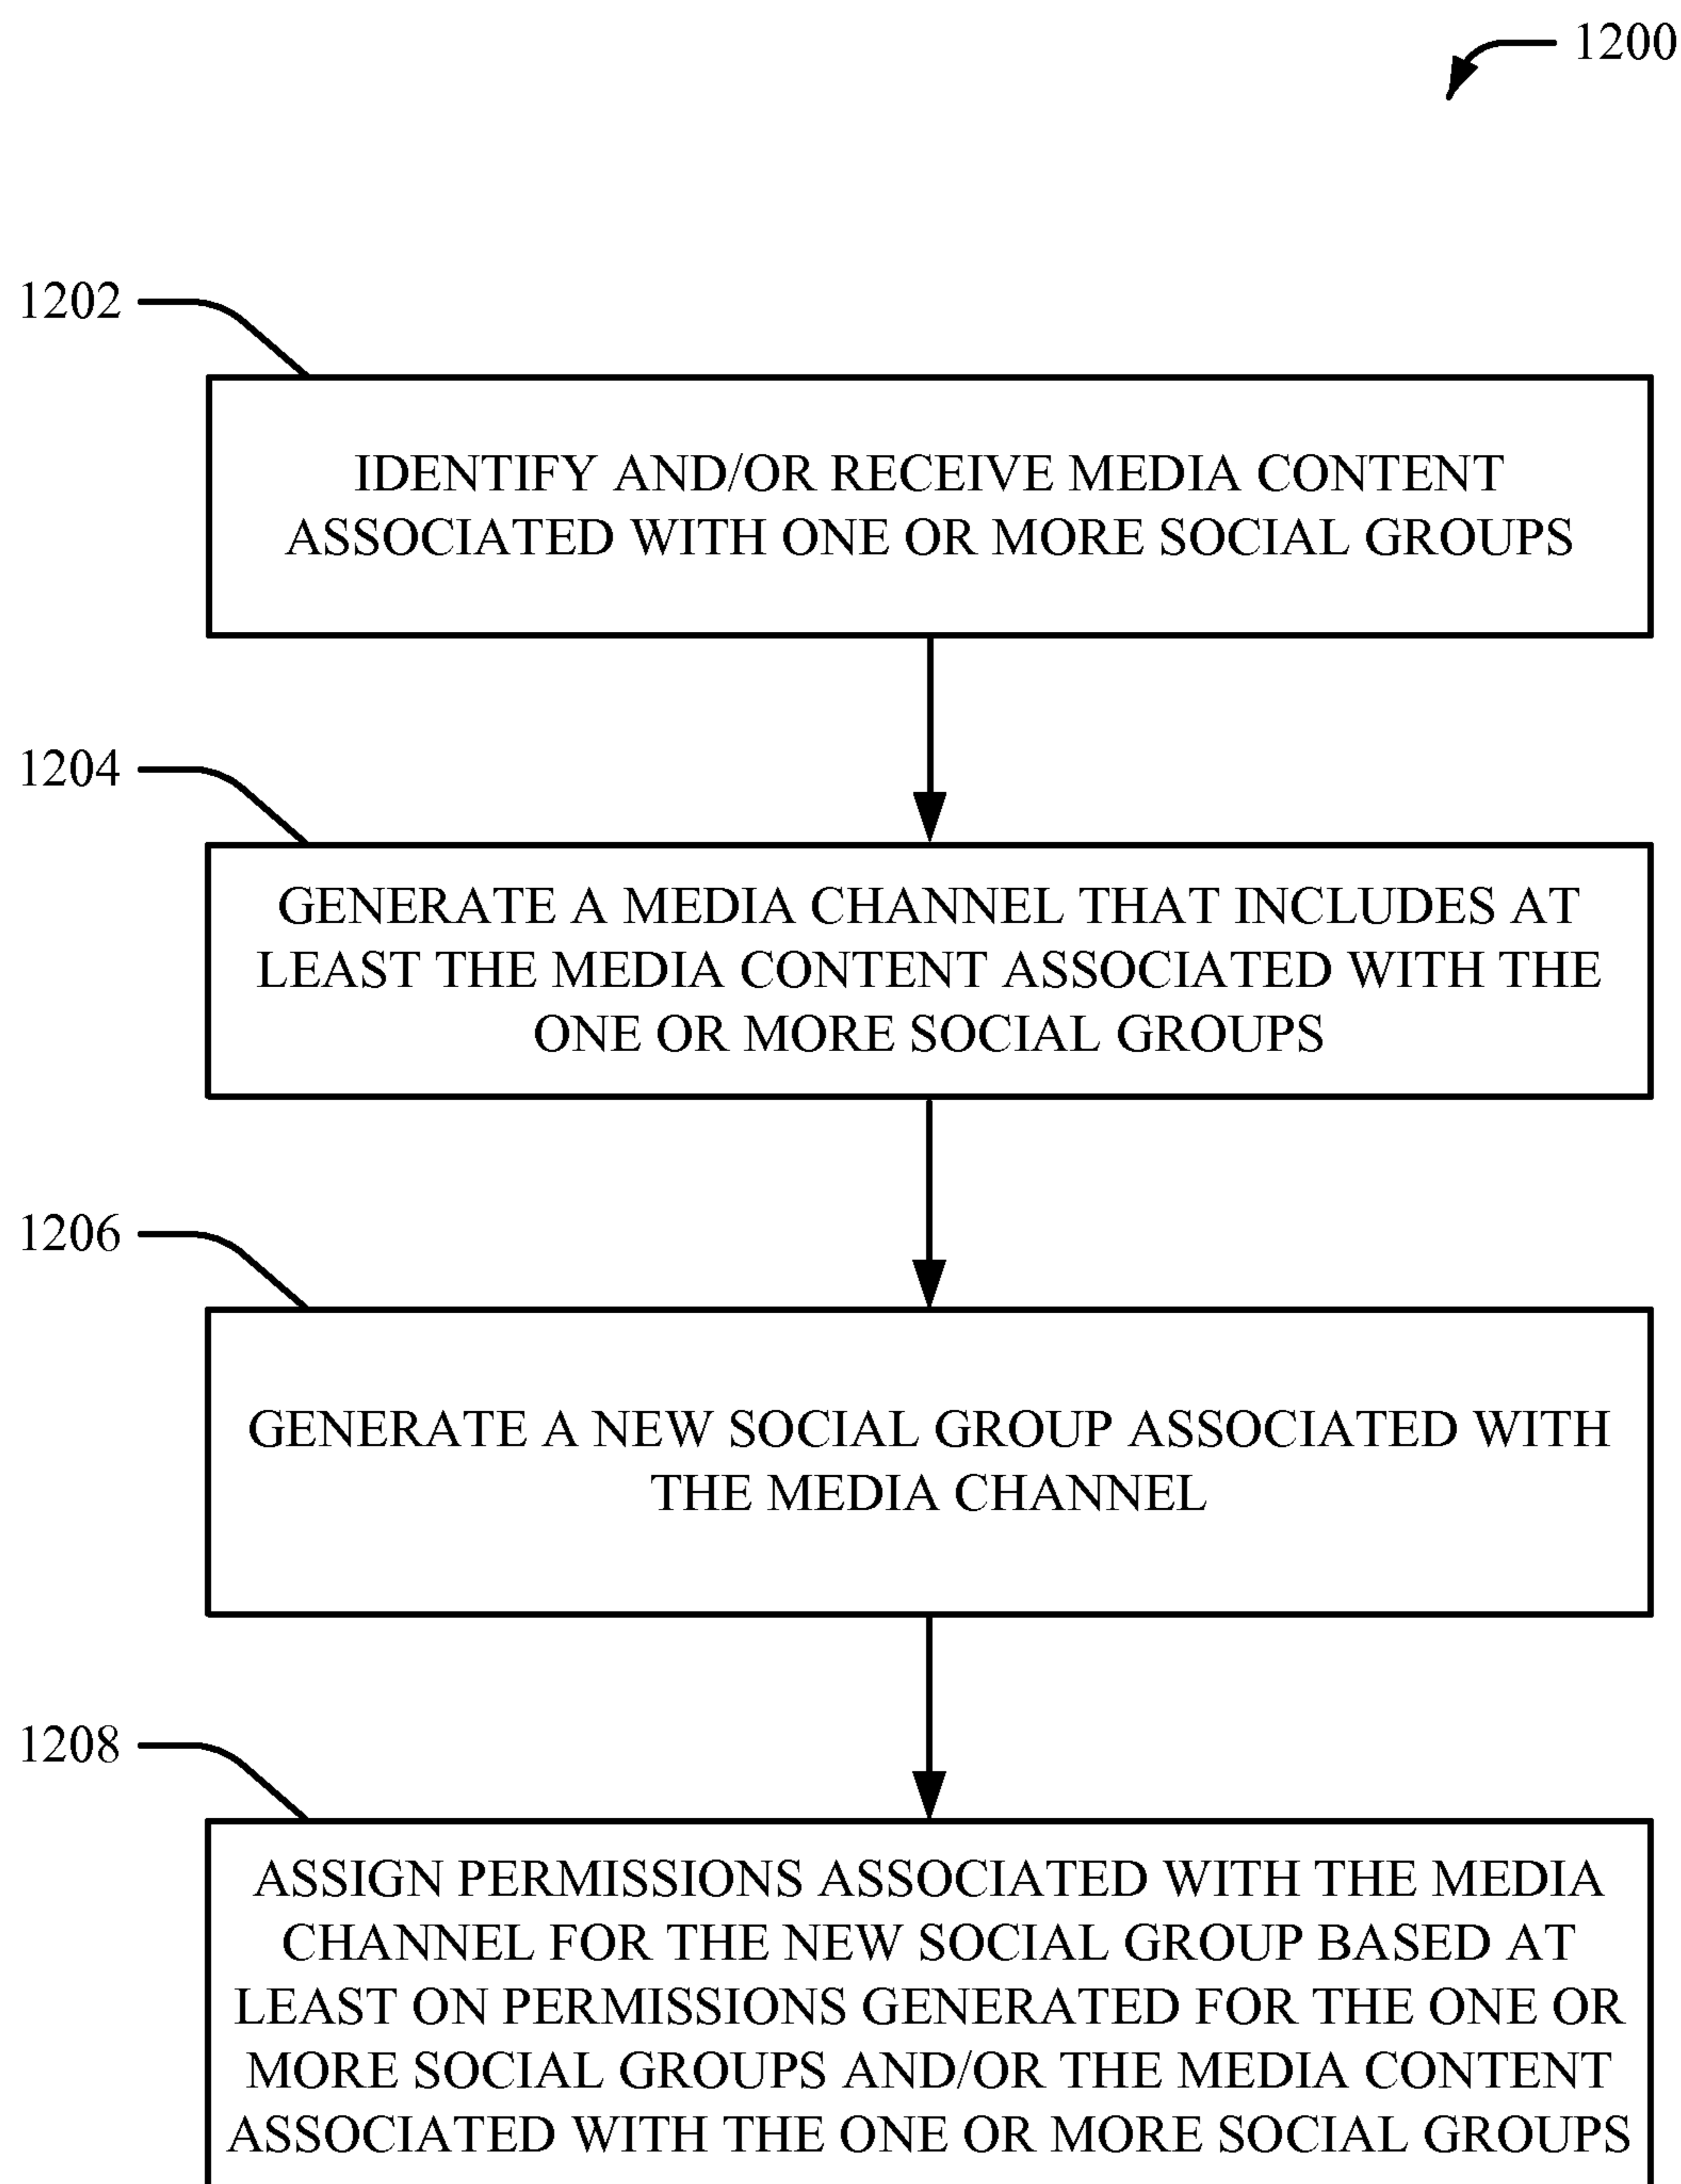 1200
1202
IDENTIFY AND/OR RECEIVE MEDIA CONTENT
ASSOCIATED WITH ONE OR MORE SOCIAL GROUPS
1204
GENERATE A MEDIA CHANNEL THAT INCLUDES AT
LEAST THE MEDIA CONTENT ASSOCIATED WITH THE
ONE OR MORE SOCIAL GROUPS
1206
GENERATE A NEW SOCIAL GROUP ASSOCIATED WITH
THE MEDIA CHANNEL
1208
ASSIGN PERMISSIONS ASSOCIATED WITH THE MEDIA
CHANNEL FOR THE NEW SOCIAL GROUP BASED AT
LEAST ON PERMISSIONS GENERATED FOR THE ONE OR
MORE SOCIAL GROUPS AND/OR THE MEDIA CONTENT
ASSOCIATED WITH THE ONE OR MORE SOCIAL GROUPS